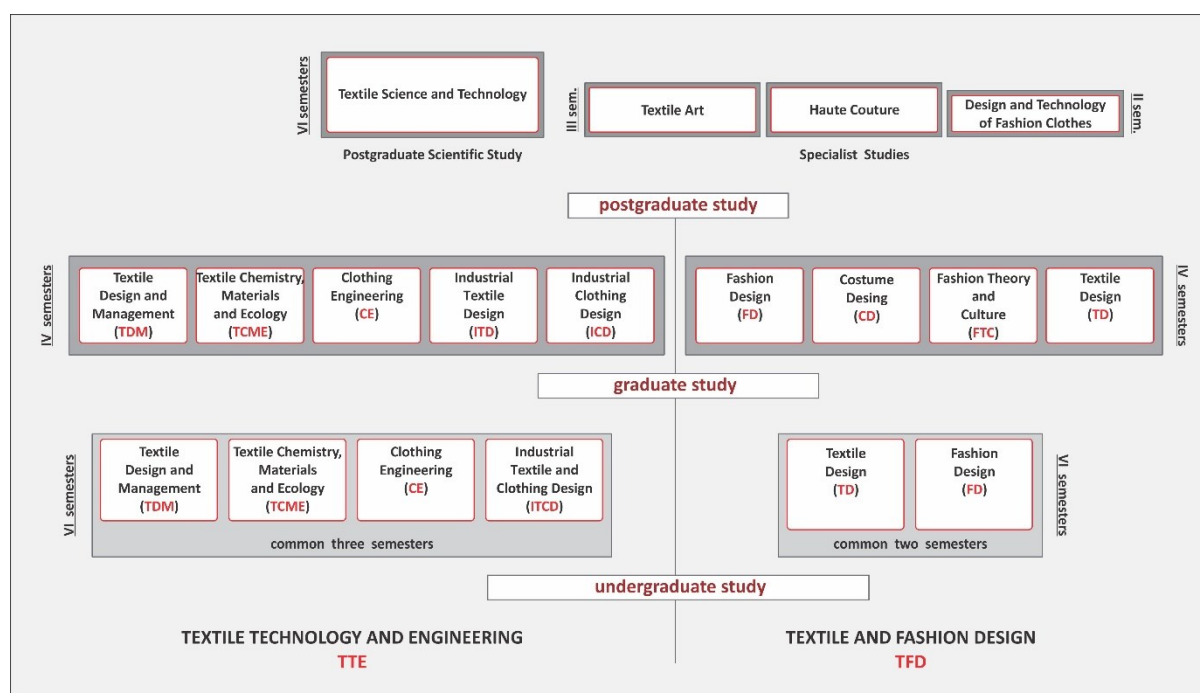 VI semesters
Textile Science and Technology
Postgraduate Scientific Study
III sem.
Textile Art
Haute Couture
Design and Technology
of Fashion Clothes
II sem.
Specialist Studies
postgraduate study
IV semesters
Textile
Design and
Management
(TDM)
Textile Chemistry,
Materials
and Ecology
(TCME)
Clothing
Engineering
(CE)
Industrial
Textile
Design
(ITD)
Industrial
Clothing
Design
(ICD)
Fashion
Design
(FD)
Costume
Desing
(CD)
Fashion Theory
and
Culture
(FTC)
Textile
Design
(TD)
IV semesters
graduate study
VI semesters
Textile
Design and
Management
(TDM)
Textile Chemistry,
Materials
and Ecology
(TCME)
Clothing
Engineering
(CE)
Industrial
Textile and
Clothing Design
(ITCD)
common three semesters
Textile
Design
(TD)
Fashion
Design
(FD)
common two semesters
VI semesters
undergraduate study
TEXTILE TECHNOLOGY AND ENGINEERING
TTE
TEXTILE AND FASHION DESIGN
TFD